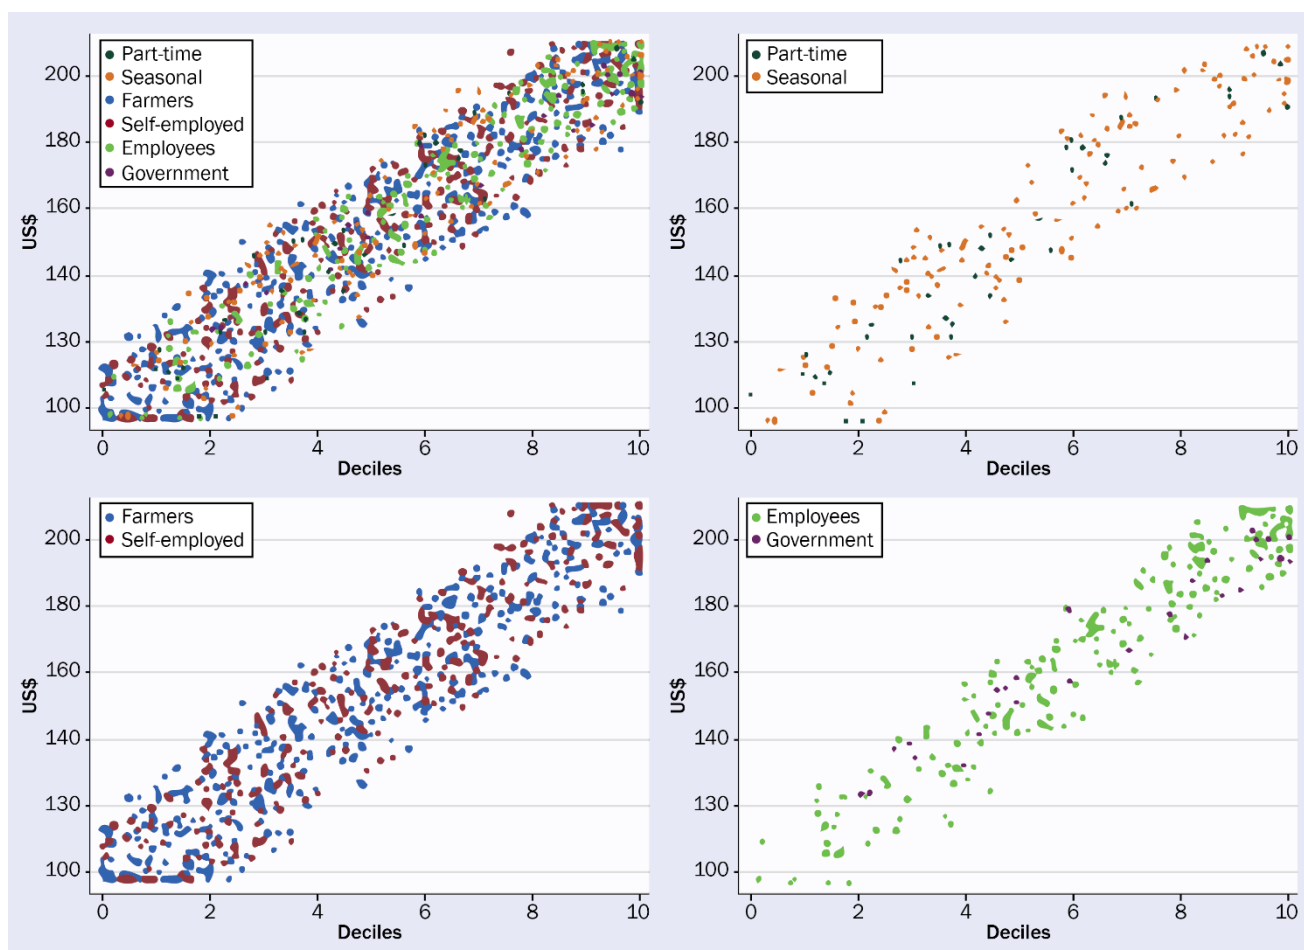 Part-time
Seasonal
Farmers
Self-employed
Employees
Government
US$
200
180
160
140
130
100
0 2 4 6 8 10
Deciles
Part-time
Seasonal
US$
200
180
160
140
130
100
0 2 4 6 8 10
Deciles
Farmers
Self-employed
US$
200
180
160
140
130
100
0 2 4 6 8 10
Deciles
Employees
Government
US$
200
180
160
140
130
100
0 2 4 6 8 10
Deciles